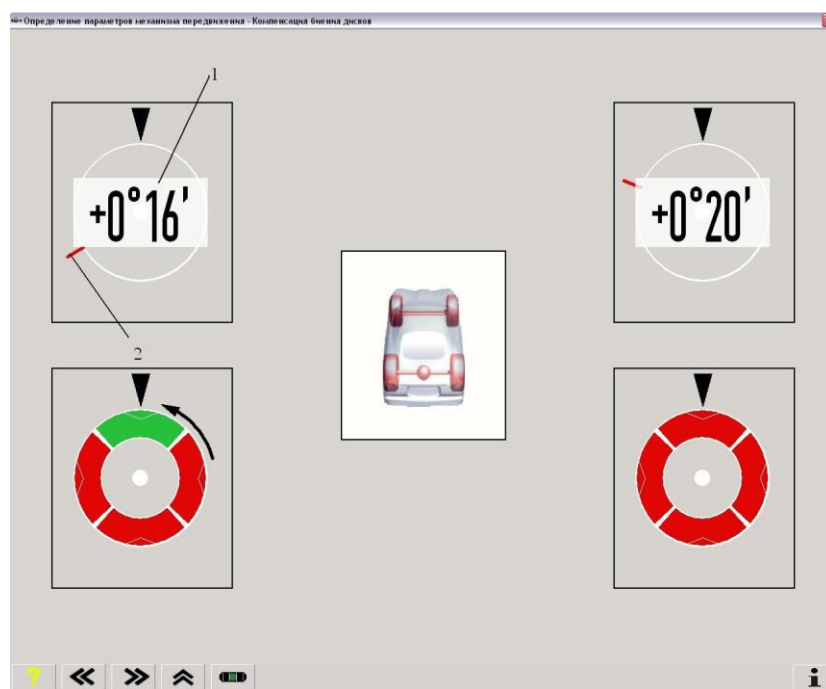 Определение параметров механизма передвижения - Компенсация биения дисков
1
+0°16'
+0°20'
2
?
i